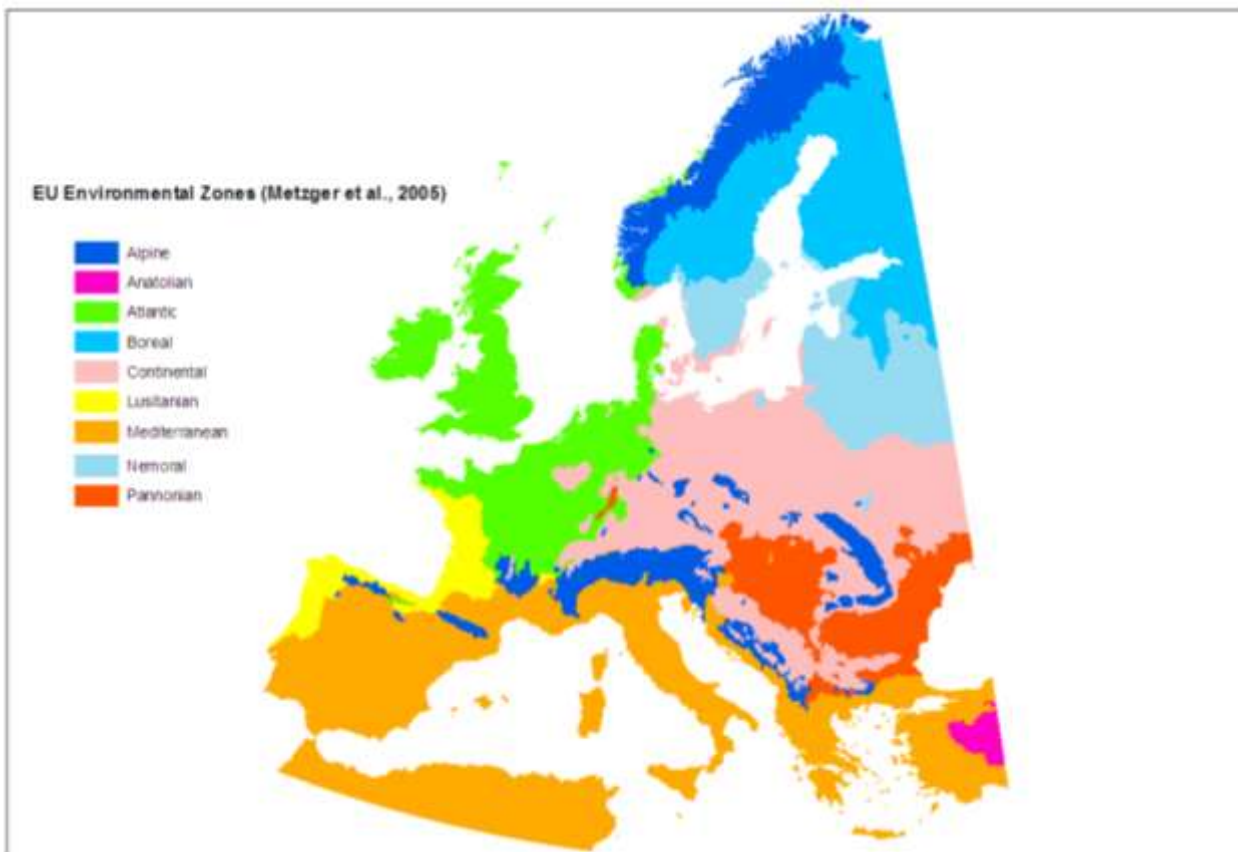 EU Environmental Zones (Metzger et al., 2005)
Alpine
Anatolian
Atlantic
Boreal
Continental
Lusitanian
Mediterranean
Nemoral
Pannonian